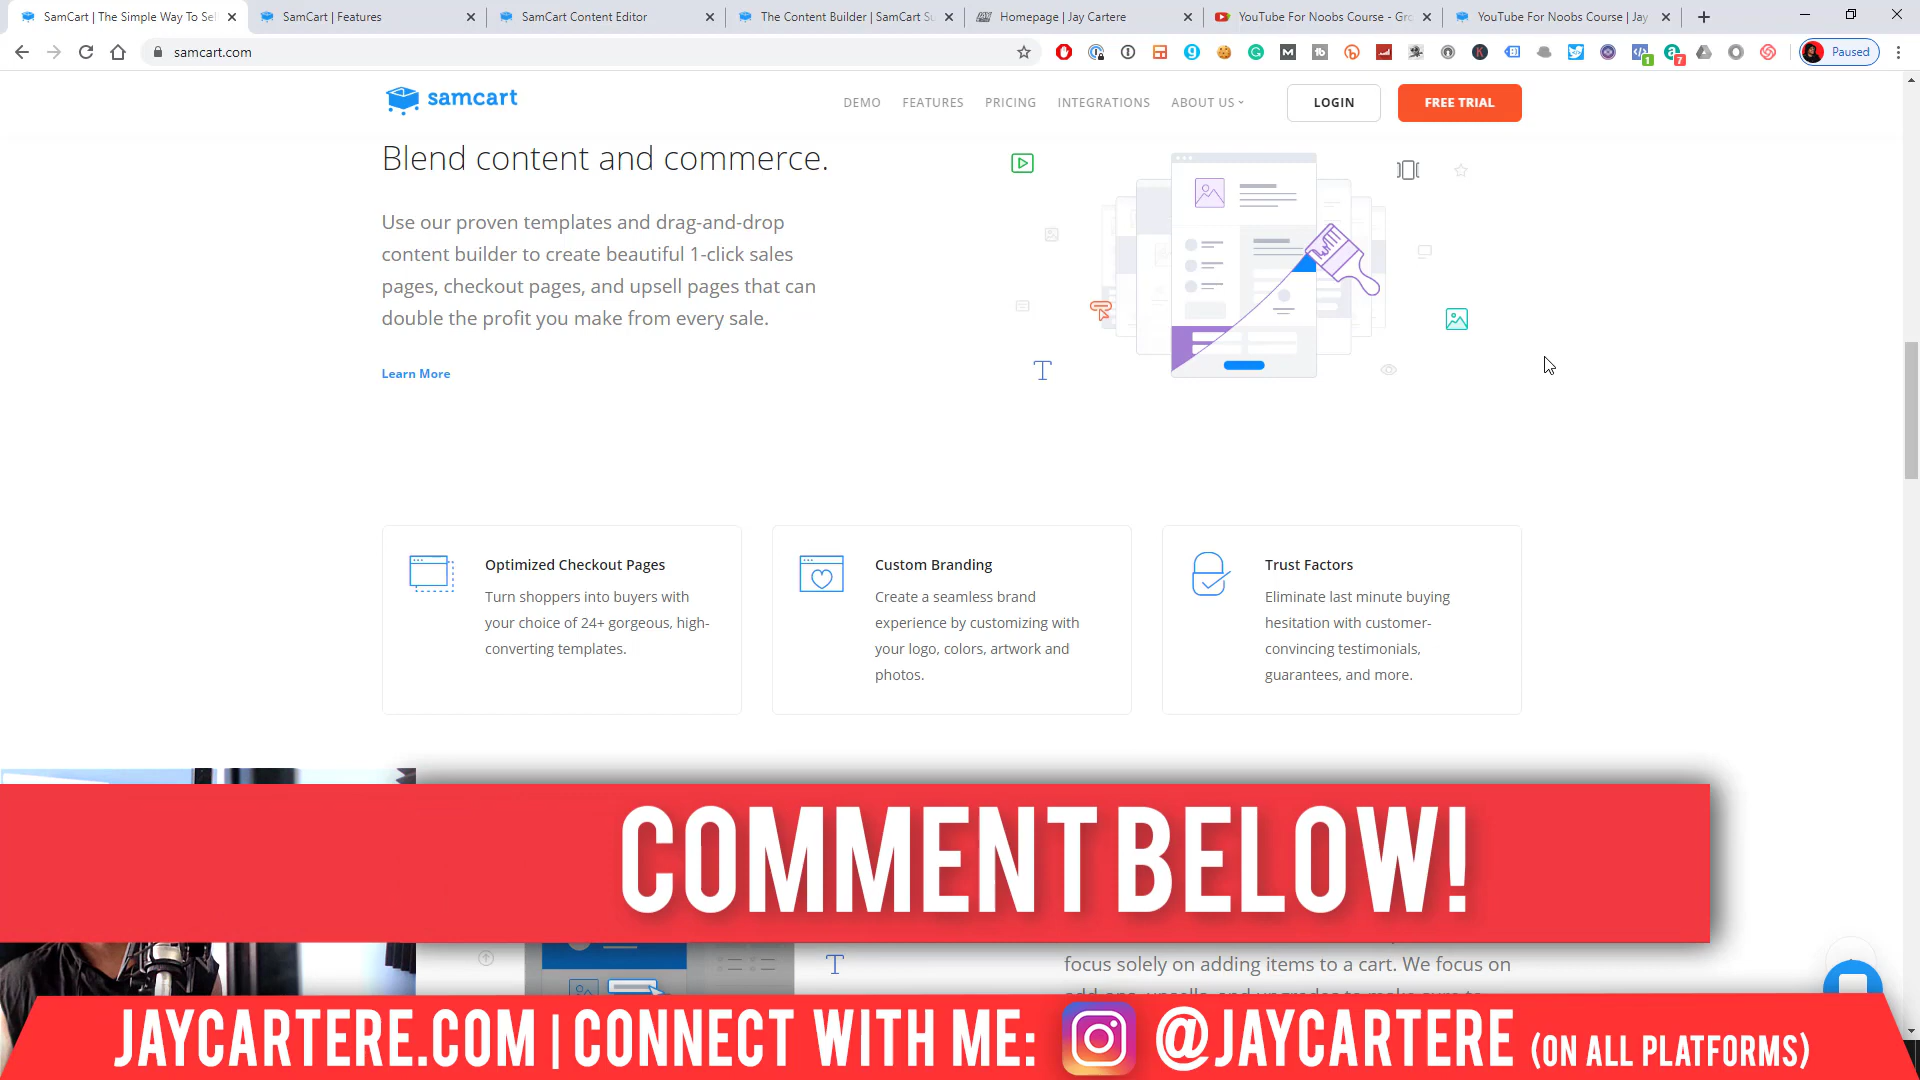 SamCart | The Simple Way To Sel
SamCart | Features
SamCart Content Editor
The Content Builder | SamCart Su
Homepage | Jay Cartere
YouTube For Noobs Course - Gro
YouTube For Noobs Course | Jay
samcart.com
1
7
Paused
samcart
DEMO
FEATURES
PRICING
INTEGRATIONS
ABOUT US
LOGIN
FREE TRIAL
Blend content and commerce.
Use our proven templates and drag-and-drop
content builder to create beautiful 1-click sales
pages, checkout pages, and upsell pages that can
double the profit you make from every sale.
Learn More
Optimized Checkout Pages
Turn shoppers into buyers with
your choice of 24+ gorgeous, high-
converting templates.
Custom Branding
Create a seamless brand
experience by customizing with
your logo, colors, artwork and
photos.
Trust Factors
Eliminate last minute buying
hesitation with customer-
convincing testimonials,
guarantees, and more.
COMMENT BELOW!
focus solely on adding items to a cart. We focus on
JAYCARTERE.COM | CONNECT WITH ME: @JAYCARTERE (ON ALL PLATFORMS)